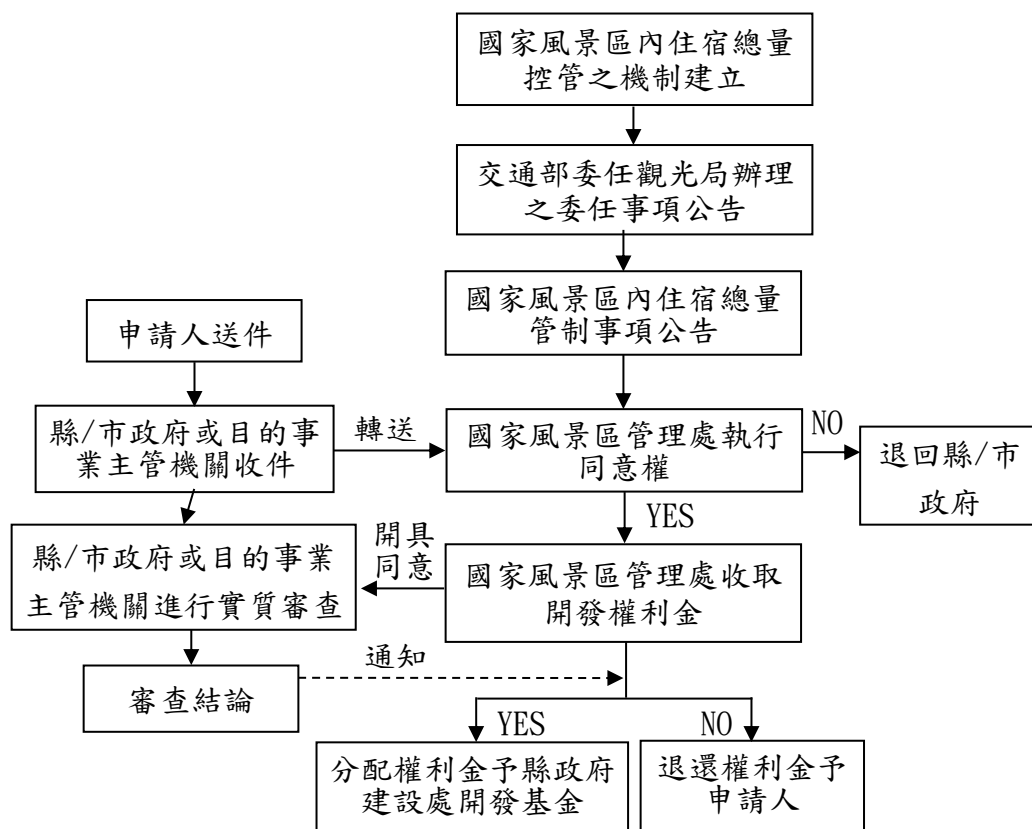 國家風景區內住宿總量
控管之機制建立
交通部委任觀光局辦理
之委任事項公告
國家風景區內住宿總量
管制事項公告
申請人送件
縣/市政府或目的事
業主管機關收件
轉送
國家風景區管理處執行
同意權
NO
退回縣/市
政府
YES
縣/市政府或目的事業
主管機關進行實質審查
開具
同意
國家風景區管理處收取
開發權利金
審查結論
通知
YES
NO
分配權利金予縣政府
建設處開發基金
退還權利金予
申請人